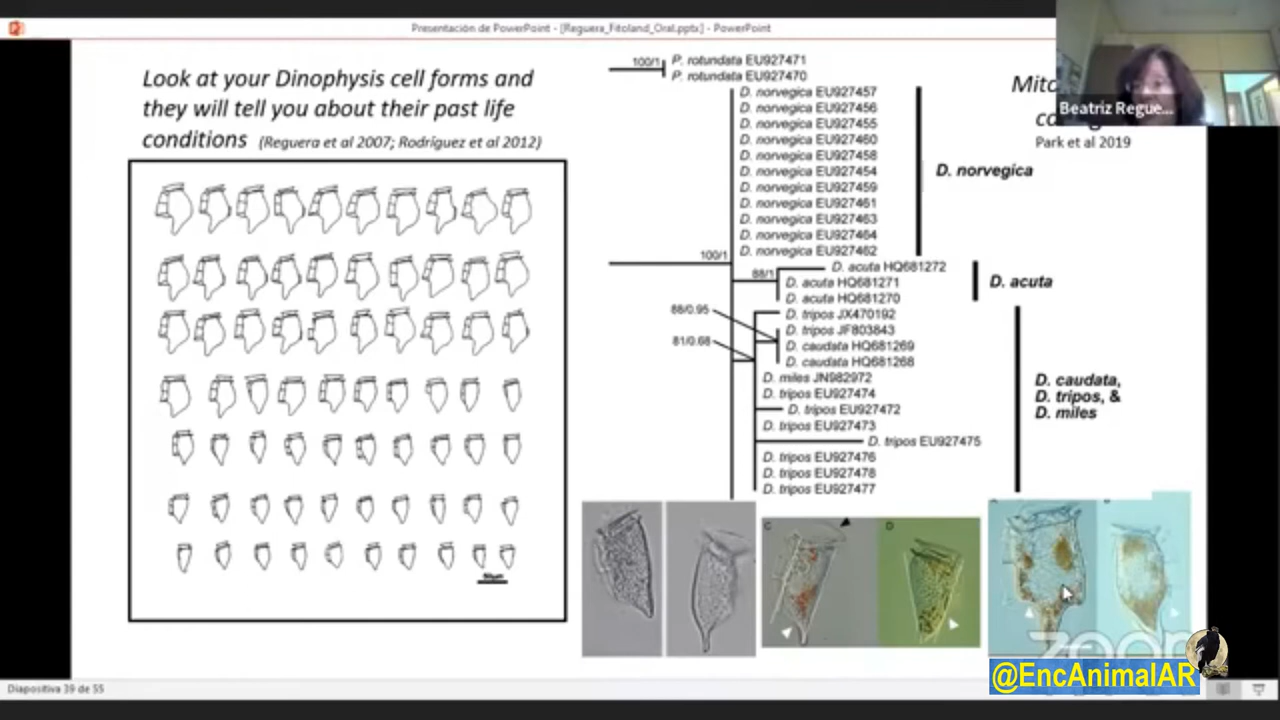 Presentación de PowerPoint - [Reguera_Fitoland_Oral.pptx] - PowerPoint
Look at your Dinophysis cell forms and
they will tell you about their past life
conditions (Reguera et al 2007; Rodríguez et al 2012)
50µm
100/1
P. rotundata EU927471
P. rotundata EU927470
D. norvegica EU927457
D. norvegica EU927456
D. norvegica EU927455
D. norvegica EU927460
D. norvegica EU927458
D. norvegica EU927454
D. norvegica EU927459
D. norvegica EU927461
D. norvegica EU927463
D. norvegica EU927464
D. norvegica EU927462
100/1
88/1
D. acuta HQ681272
D. acuta HQ681271
D. acuta HQ681270
88/0.95
D. tripos JX470192
D. tripos JF803843
81/0.68
D. caudata HQ681269
D. caudata HQ681268
D. miles JN982972
D. tripos EU927474
D. tripos EU927472
D. tripos EU927473
D. tripos EU927475
D. tripos EU927476
D. tripos EU927478
D. tripos EU927477
D. norvegica
D. acuta
D. caudata,
D. tripos, &
D. miles
Mito
Park et al 2019
Beatriz Regue...
C
D
zoom
@EncAnimalAR
Diapositiva 39 de 55